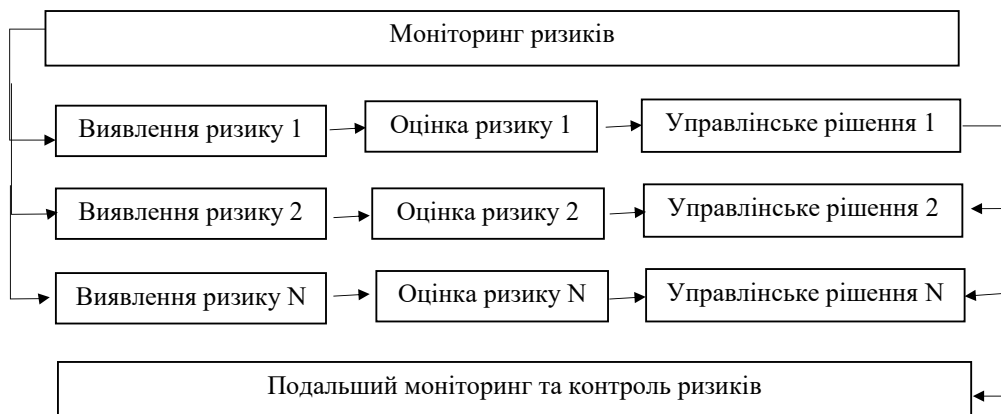 Моніторинг ризиків
Виявлення ризику 1
Оцінка ризику 1
Управлінське рішення 1
Виявлення ризику 2
Оцінка ризику 2
Управлінське рішення 2
Виявлення ризику N
Оцінка ризику N
Управлінське рішення N
Подальший моніторинг та контроль ризиків